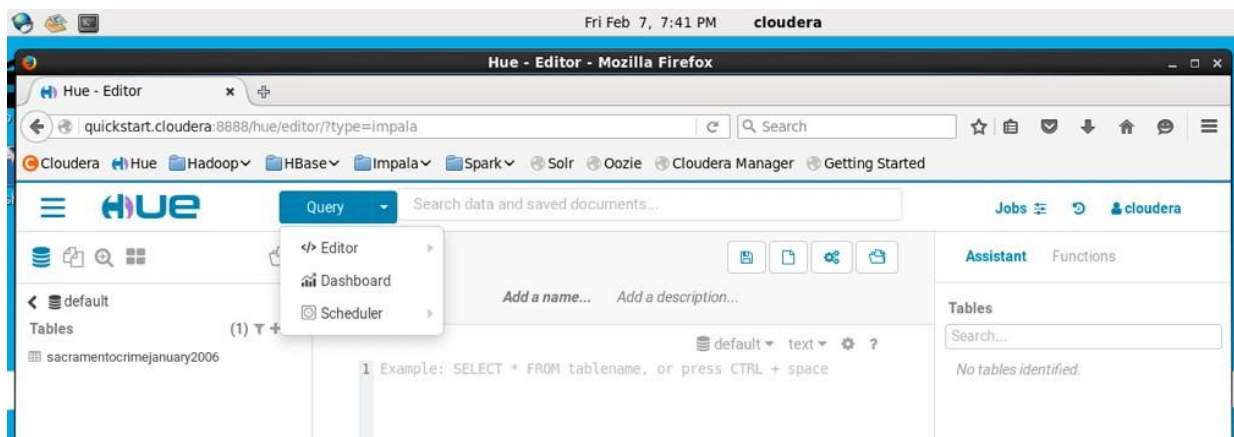 Fri Feb 7, 7:41 PM cloudera
Hue - Editor - Mozilla Firefox
Hue - Editor
quickstart.cloudera:8888/hue/editor/?type=impala Search
Cloudera Hue Hadoop HBase Impala Spark Solr Oozie Cloudera Manager Getting Started
HUE Query Search data and saved documents... Jobs cloudera
</> Editor
Assistant Functions
Dashboard
default Add a name... Add a description...
Scheduler
Tables
Tables (1)
default text ?
Search...
sacramentocrimejanuary2006
1 Example: SELECT * FROM tablename, or press CTRL + space
No tables identified.